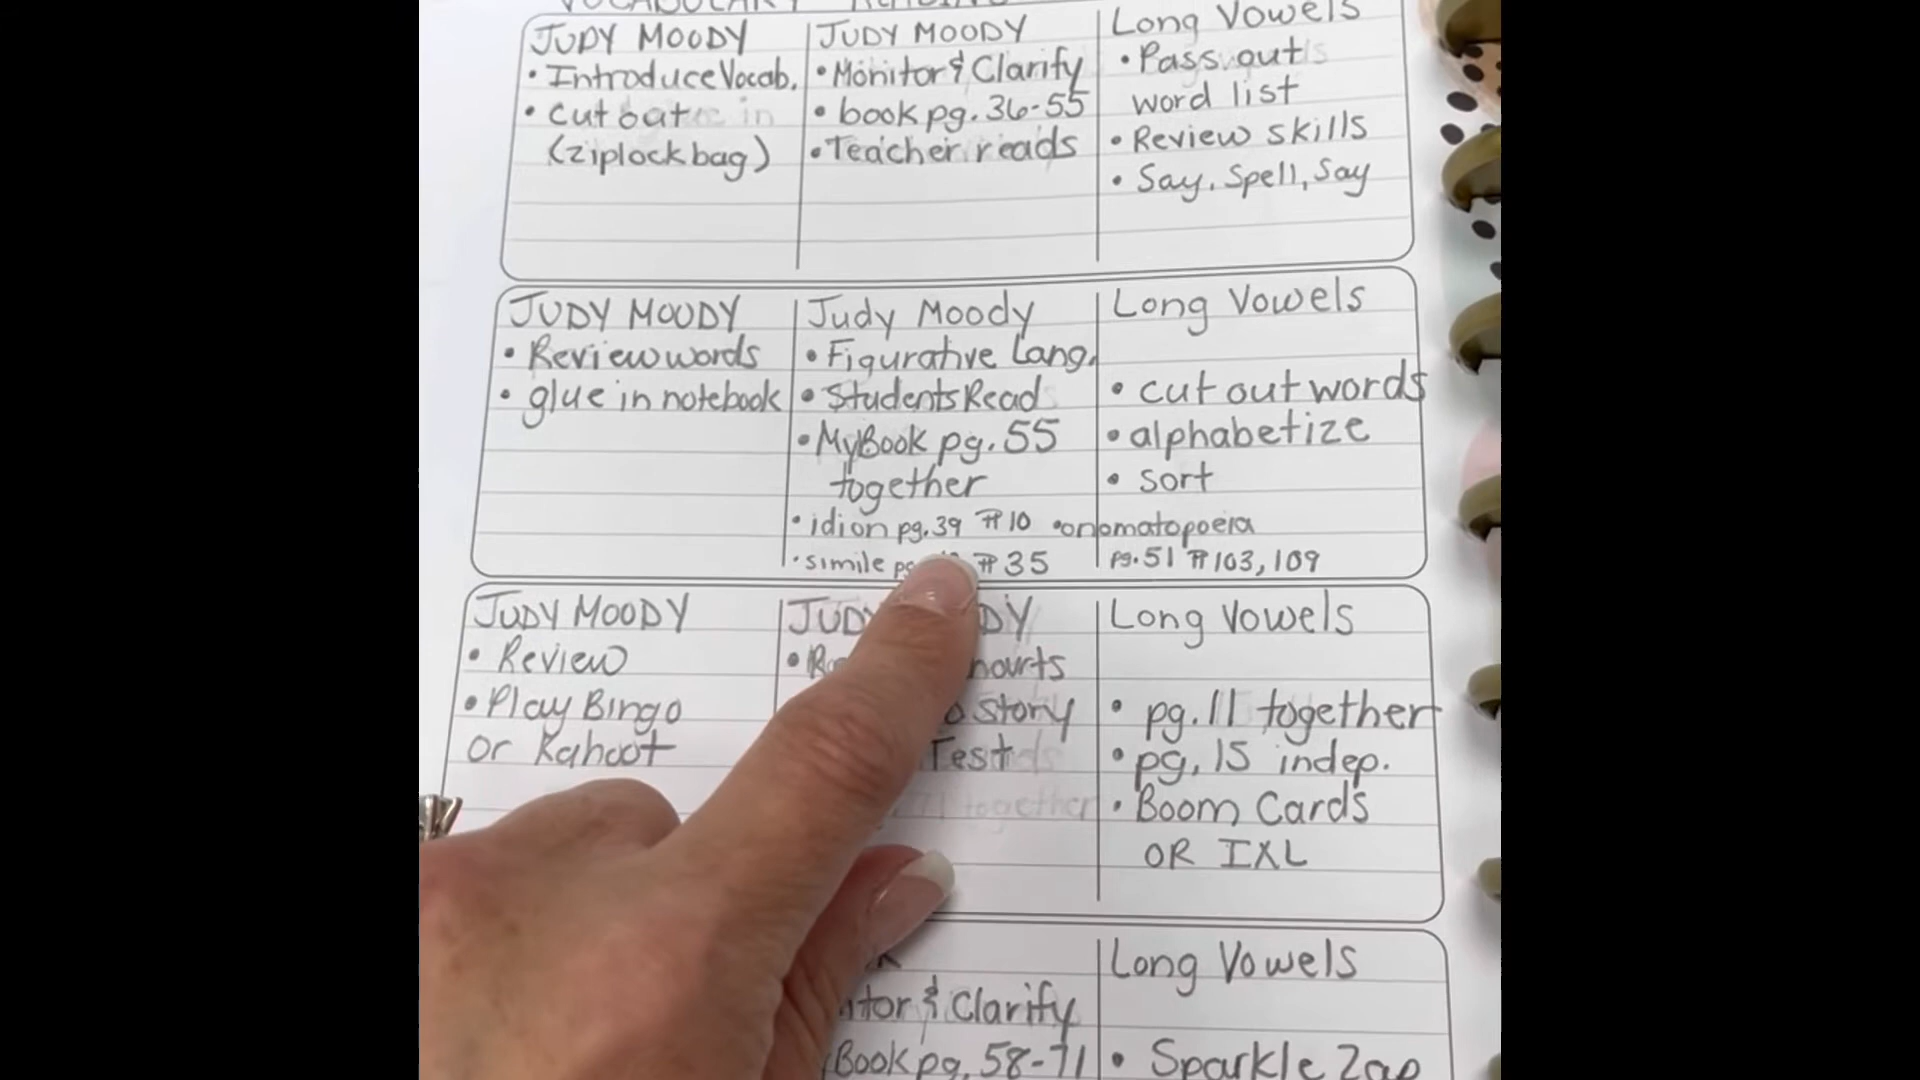 JUDY MOODY
• Introduce Vocab.
• cut out
(ziplock bag)
JUDY MOODY
• Monitor & Clarify
• book pg. 36-55
• Teacher reads
Long Vowels
• Pass out
word list
• Review skills
• Say, Spell, Say
JUDY MOODY
• Review words
• glue in notebook
Judy Moody
• Figurative Lang.
• Students Read
• MyBook pg. 55
together
• idion pg. 39 ¶10
• simile ¶35
Long Vowels
• cut out words
• alphabetize
• sort
• onomatopoeia
pg. 51 ¶103, 109
JUDY MOODY
• Review
• Play Bingo
or Kahoot
JUDY
Story
Test
Long Vowels
• pg. 11 together
• pg. 15 indep.
• Boom Cards
OR IXL
& Clarify
Book pg. 58-71
Long Vowels
• Sparkle Zap